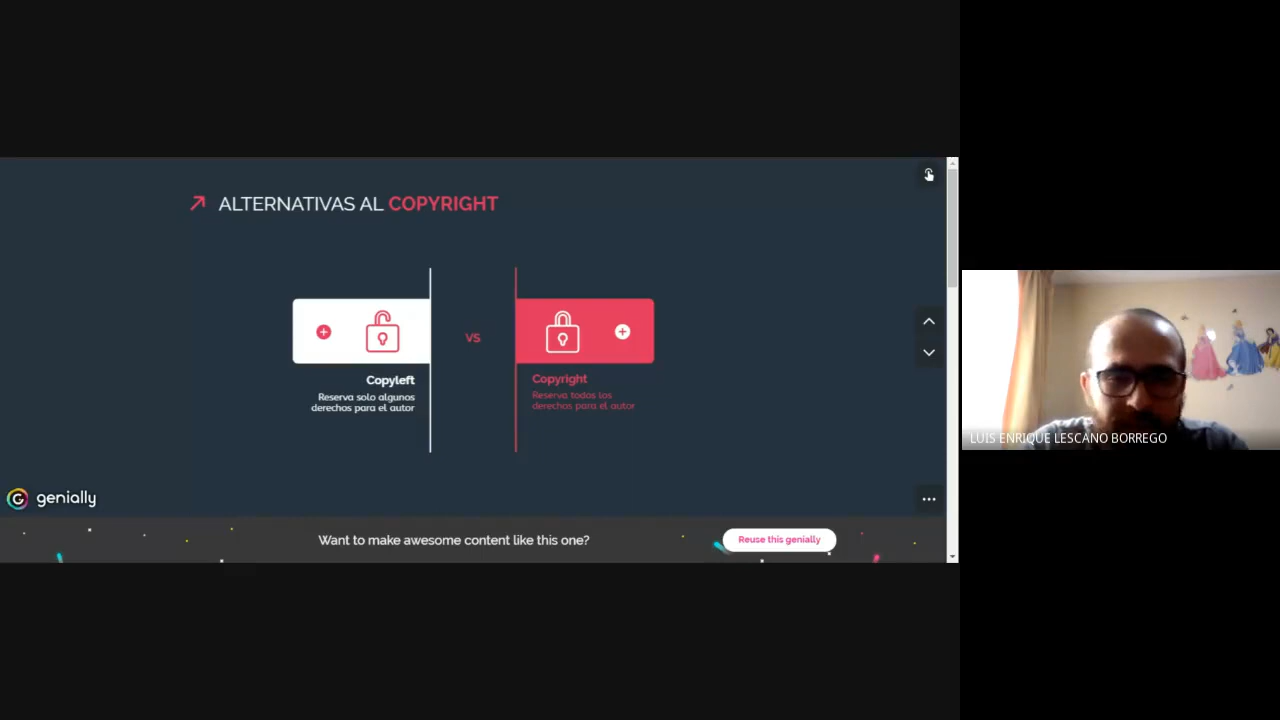 ALTERNATIVAS AL COPYRIGHT
VS
Copyleft
Reserva solo algunos
derechos para el autor
Copyright
Reserva todos los
derechos para el autor
genially
Want to make awesome content like this one?
Reuse this genially
LUIS ENRIQUE LESCANO BORREGO